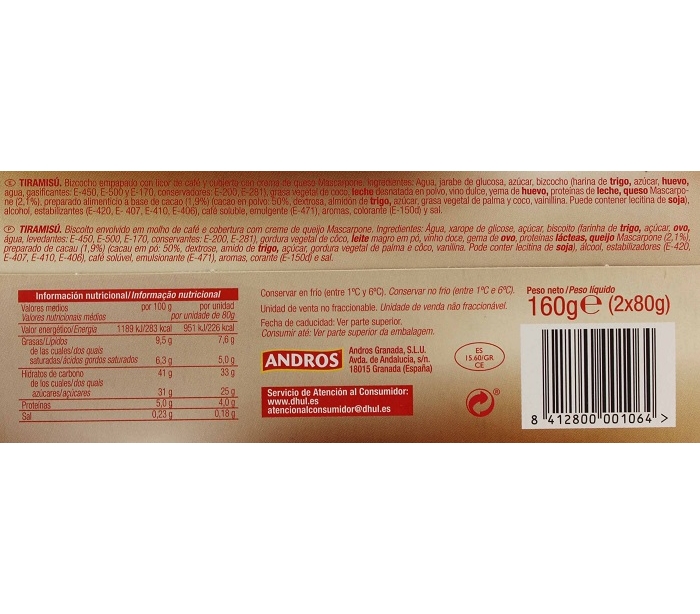 E TIRAMISÚ. Bizcocho empapado con licor de café y cubierta con crema de queso Mascarpone. Ingredientes: Agua, jarabe de glucosa, azúcar, bizcocho (harina de trigo, azúcar, huevo,
agua, gasificantes: E-450, E-500 y E-170, conservadores: E-200, E-281), grasa vegetal de coco, leche desnatada en polvo, vino dulce, yema de huevo, proteínas de leche, queso Mascarpo-
ne (2,1%), preparado alimenticio a base de cacao (1,9%) (cacao en polvo: 50%, dextrosa, almidón de trigo, azúcar, grasa vegetal de palma y coco, vainillina. Puede contener lecitina de soja),
alcohol, estabilizantes (E-420, E- 407, E-410, E-406), café soluble, emulgente (E-471), aromas, colorante (E-150d) y sal.
P TIRAMISÚ. Biscoito envolvido em molho de café e cobertura com creme de queijo Mascarpone. Ingredientes: Água, xarope de glicose, açúcar, biscoito (farinha de trigo, açúcar, ovo,
água, levedantes: E-450, E-500, E-170, conservantes: E-200, E-281), gordura vegetal de côco, leite magro em pó, vinho doce, gema de ovo, proteínas lácteas, queijo Mascarpone (2,1%),
preparado de cacau (1,9%) (cacau em pó: 50%, dextrose, amido de trigo, açúcar, gordura vegetal de palma e côco, vanilina. Pode conter lecitina de soja), álcool, estabilizantes (E-420,
E-407, E-410, E-406), café solúvel, emulsionante (E-471), aromas, corante (E-150d) e sal.
Información nutricional/Informação nutricional
Valores medios por 100 g por unidad
Valores nutricionais médios por unidade de 80g.
Valor energético/Energia 1189 kJ/283 kcal 951 kJ/226 kcal
Grasas/Lípidos 9,5 g 7,6 g
de las cuales/dos quais
saturadas/ácidos gordos saturados 6,3 g 5,0 g
Hidratos de carbono 41 g 33 g
de los cuales/dos quais
azúcares/açúcares 31 g 25 g
Proteínas 5,0 g 4,0 g
Sal 0,23 g 0,18 g
Conservar en frío (entre 1ºC y 6ºC). Conservar no frio (entre 1ºC e 6ºC).
Unidad de venta no fraccionable. Unidade de venda não fraccionável.
Fecha de caducidad: Ver parte superior.
Consumir até: Ver parte superior da embalagem.
ANDROS
Andros Granada, S.L.U.
Avda. de Andalucía, s/n.
18015 Granada (España)
ES
15.60/GR
CE
Servicio de Atención al Consumidor:
www.dhul.es
atencionalconsumidor@dhul.es
Peso neto/Peso líquido
160g℮ (2x80g)
8 412800 001064 >